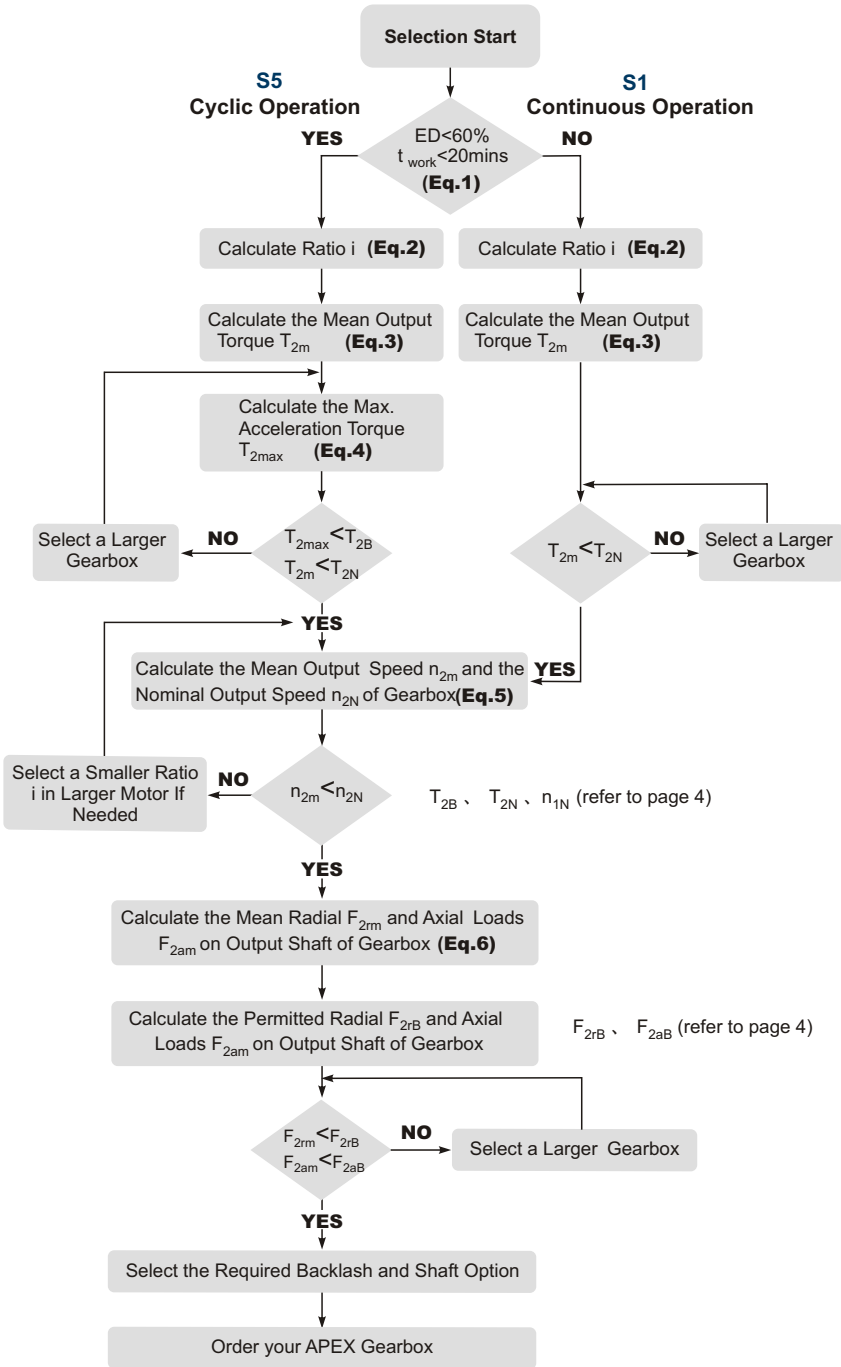 Selection Start
S5
Cyclic Operation
S1
Continuous Operation
YES
ED<60%
t work<20mins
(Eq.1)
NO
Calculate Ratio i (Eq.2)
Calculate Ratio i (Eq.2)
Calculate the Mean Output
Torque T2m (Eq.3)
Calculate the Mean Output
Torque T2m (Eq.3)
Calculate the Max.
Acceleration Torque
T2max (Eq.4)
Select a Larger
Gearbox
NO
T2max<T2B
T2m<T2N
T2m<T2N
NO
Select a Larger
Gearbox
YES
YES
Calculate the Mean Output Speed n2m and the
Nominal Output Speed n2N of Gearbox(Eq.5)
Select a Smaller Ratio
i in Larger Motor If
Needed
NO
n2m<n2N
T2B 、 T2N 、 n1N (refer to page 4)
YES
Calculate the Mean Radial F2rm and Axial Loads
F2am on Output Shaft of Gearbox (Eq.6)
Calculate the Permitted Radial F2rB and Axial
Loads F2am on Output Shaft of Gearbox
F2rB 、 F2aB (refer to page 4)
F2rm<F2rB
F2am<F2aB
NO
Select a Larger Gearbox
YES
Select the Required Backlash and Shaft Option
Order your APEX Gearbox